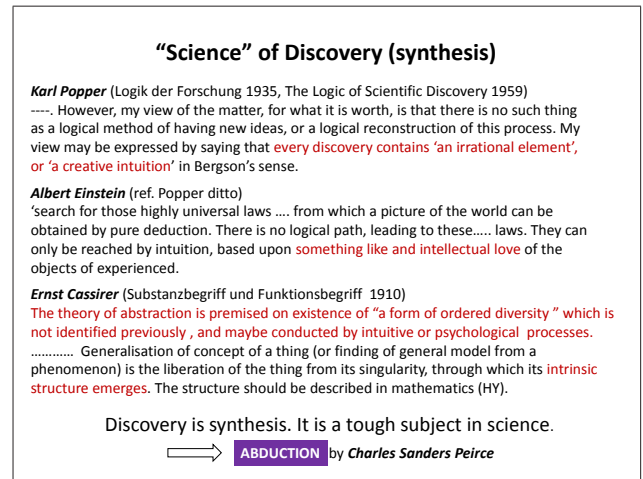 “Science” of Discovery (synthesis)
Karl Popper (Logik der Forschung 1935, The Logic of Scientific Discovery 1959)
----. However, my view of the matter, for what it is worth, is that there is no such thing
as a logical method of having new ideas, or a logical reconstruction of this process. My
view may be expressed by saying that every discovery contains ‘an irrational element’,
or ‘a creative intuition’ in Bergson’s sense.
Albert Einstein (ref. Popper ditto)
‘search for those highly universal laws .... from which a picture of the world can be
obtained by pure deduction. There is no logical path, leading to these..... laws. They can
only be reached by intuition, based upon something like and intellectual love of the
objects of experienced.
Ernst Cassirer (Substanzbegriff und Funktionsbegriff 1910)
The theory of abstraction is premised on existence of “a form of ordered diversity ” which is
not identified previously , and maybe conducted by intuitive or psychological processes.
………… Generalisation of concept of a thing (or finding of general model from a
phenomenon) is the liberation of the thing from its singularity, through which its intrinsic
structure emerges. The structure should be described in mathematics (HY).
Discovery is synthesis. It is a tough subject in science.
ABDUCTION by Charles Sanders Peirce